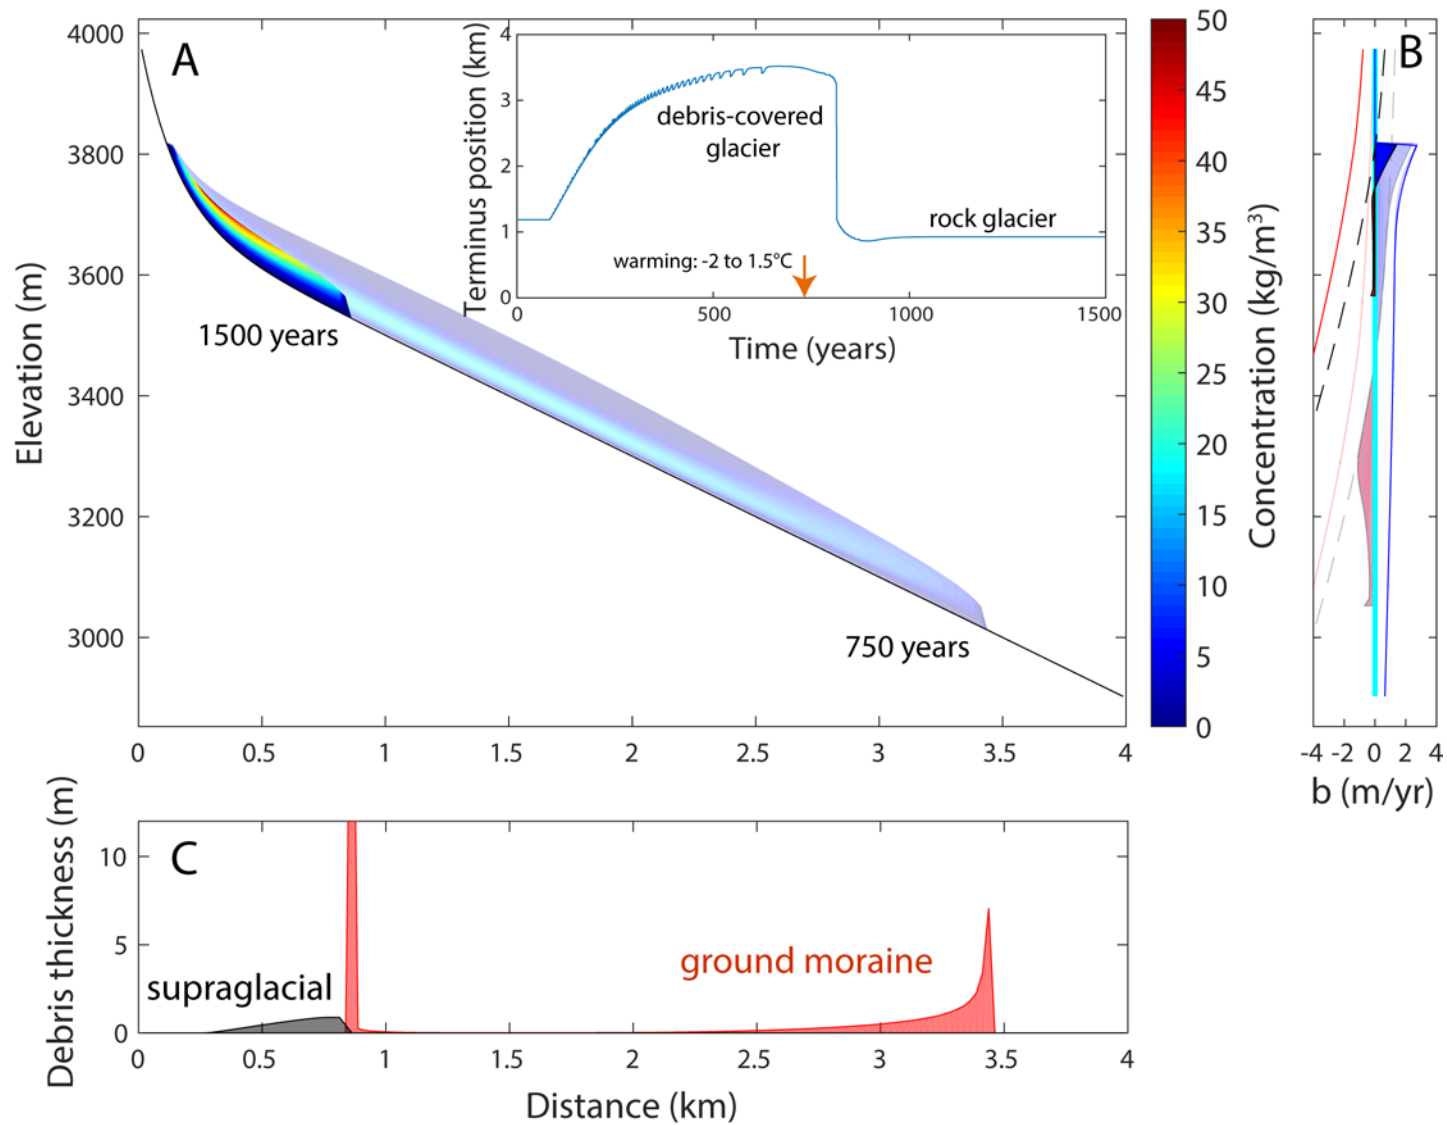 A
Elevation (m)
4000
3800
3600
3400
3200
3000
0
0.5
1
1.5
2
2.5
3
3.5
4
1500 years
750 years
Terminus position (km)
4
3
2
1
0
0
500
1000
1500
Time (years)
debris-covered
glacier
rock glacier
warming: -2 to 1.5°C
50
45
40
35
30
25
20
15
10
5
0
Concentration (kg/m³)
B
-4 -2 0 2 4
b (m/yr)
C
Debris thickness (m)
10
5
0
supraglacial
ground moraine
0
0.5
1
1.5
2
2.5
3
3.5
4
Distance (km)